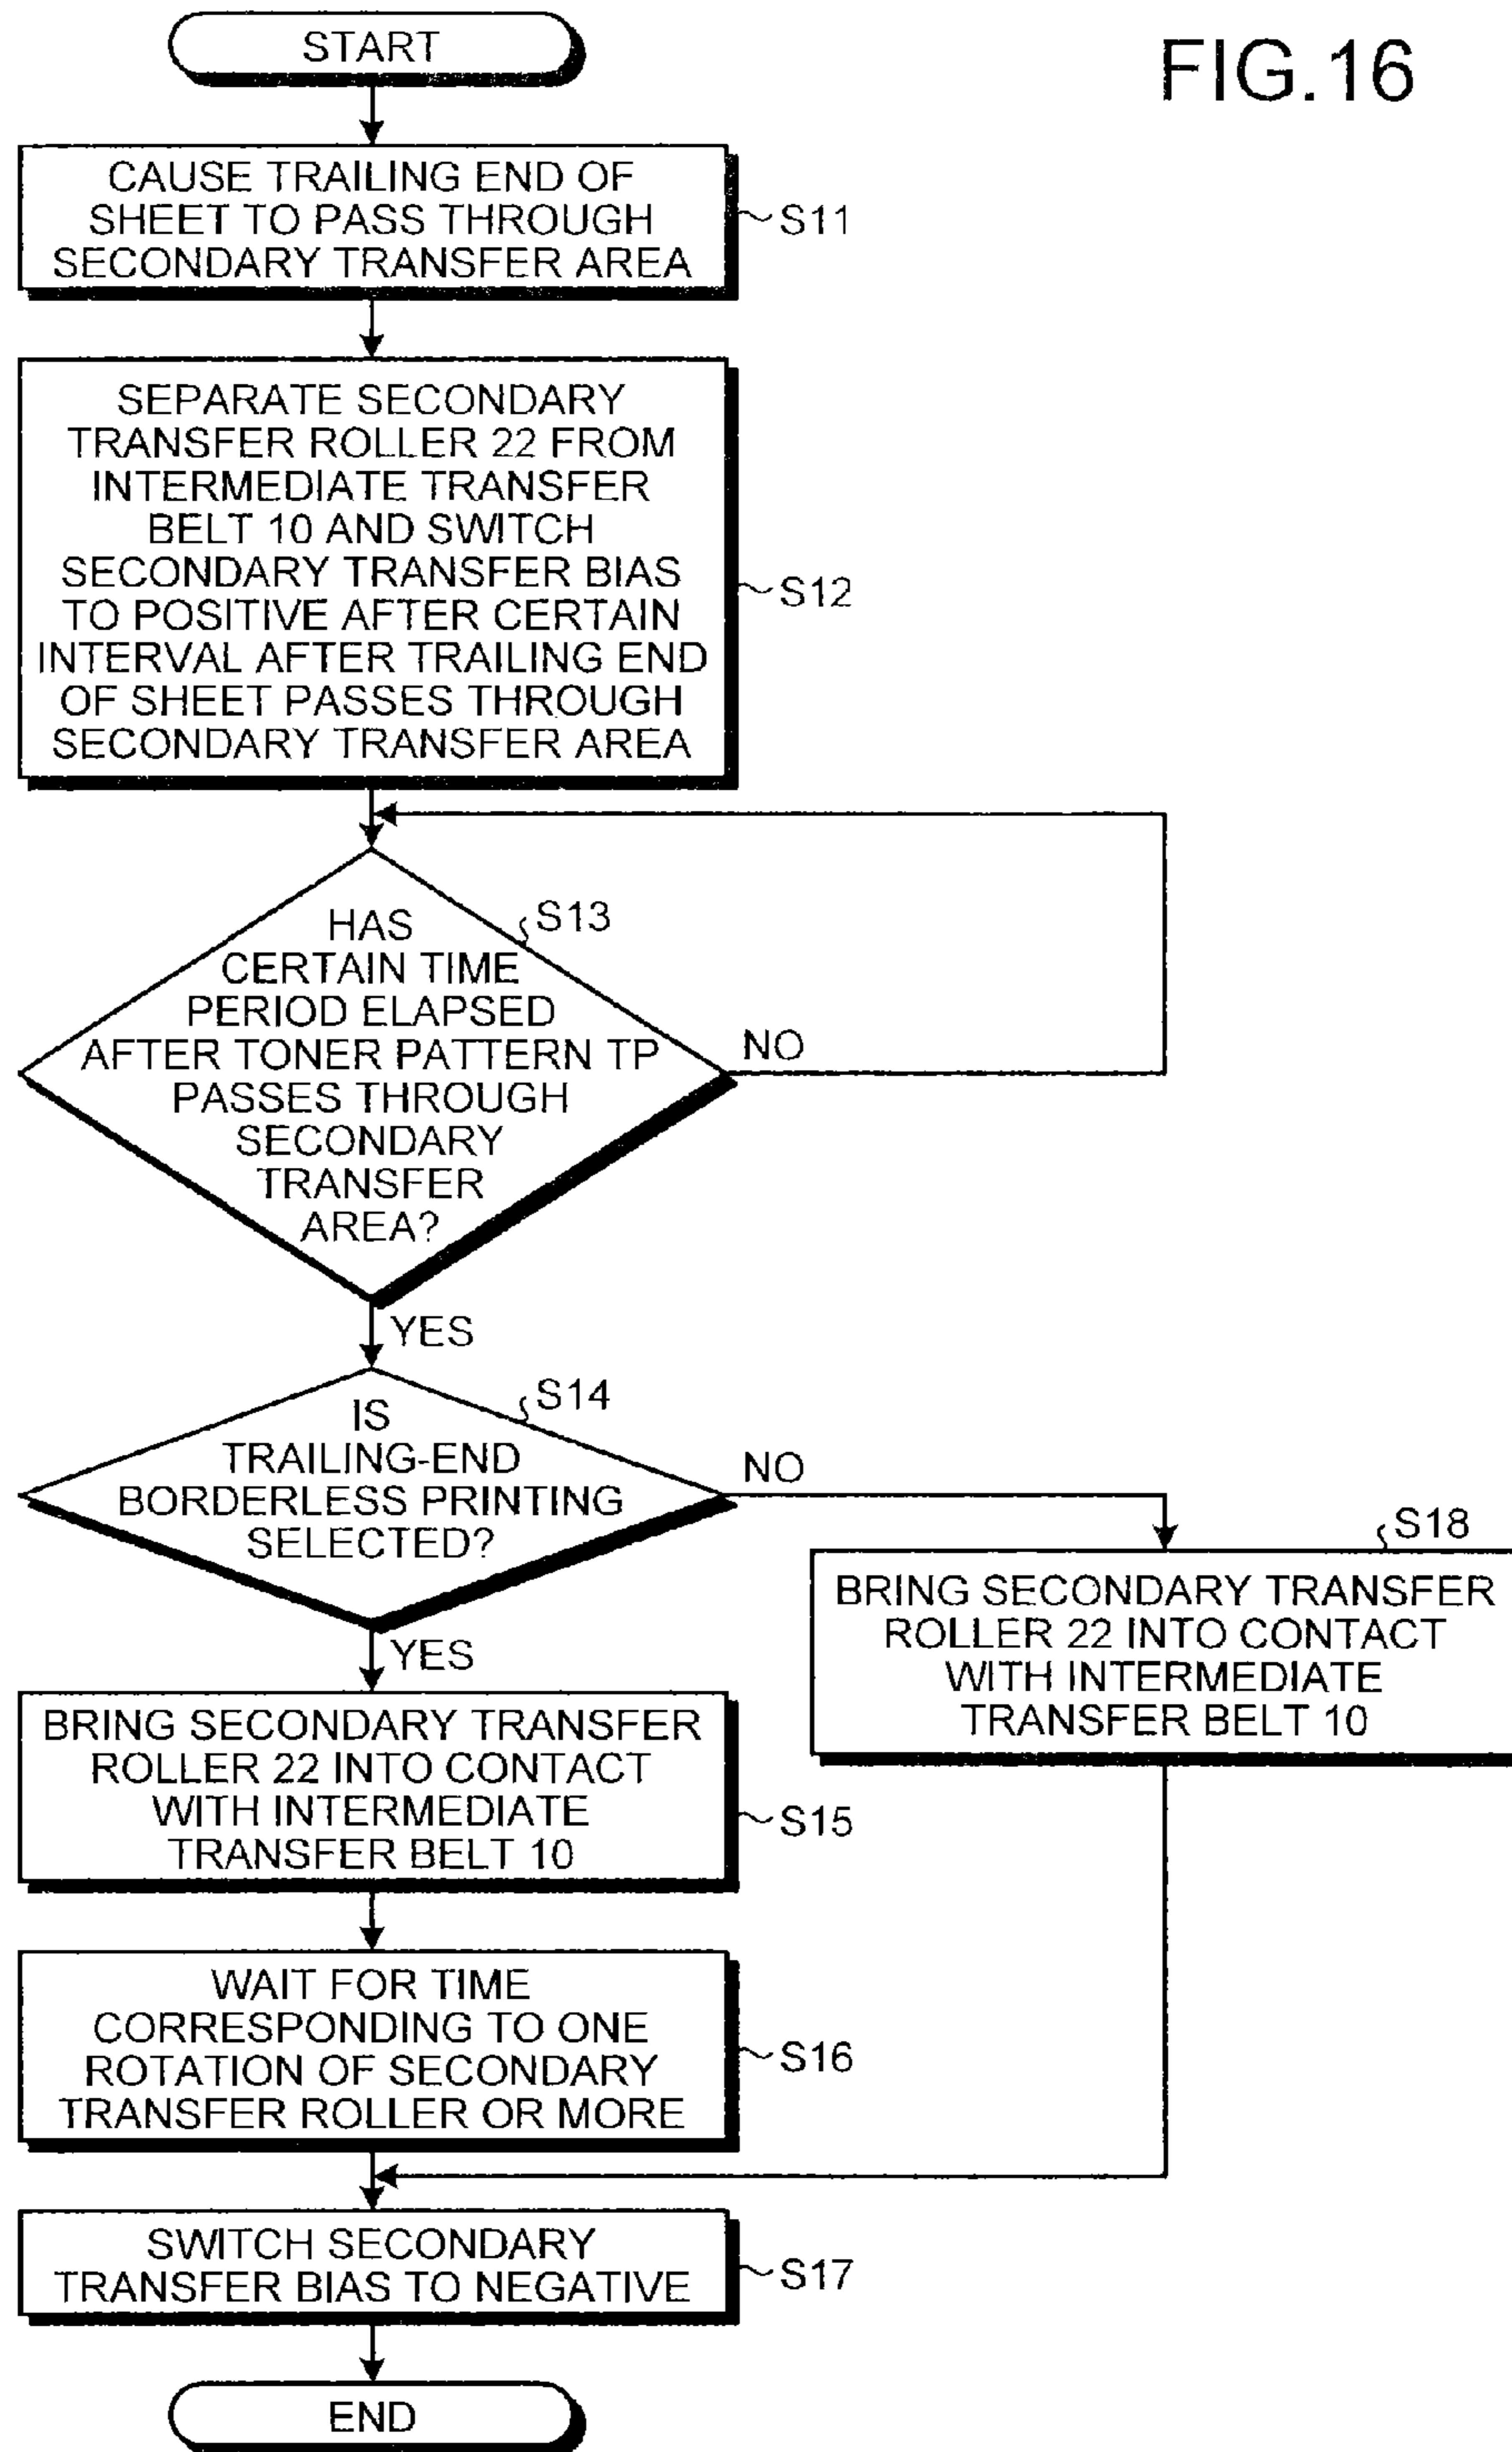 FIG.16
START
CAUSE TRAILING END OF
SHEET TO PASS THROUGH
SECONDARY TRANSFER AREA
S11
SEPARATE SECONDARY
TRANSFER ROLLER 22 FROM
INTERMEDIATE TRANSFER
BELT 10 AND SWITCH
SECONDARY TRANSFER BIAS
TO POSITIVE AFTER CERTAIN
INTERVAL AFTER TRAILING END
OF SHEET PASSES THROUGH
SECONDARY TRANSFER AREA
S12
HAS
CERTAIN TIME
PERIOD ELAPSED
AFTER TONER PATTERN TP
PASSES THROUGH
SECONDARY
TRANSFER
AREA?
S13
NO
YES
IS
TRAILING-END
BORDERLESS PRINTING
SELECTED?
S14
NO
YES
BRING SECONDARY TRANSFER
ROLLER 22 INTO CONTACT
WITH INTERMEDIATE
TRANSFER BELT 10
S18
BRING SECONDARY TRANSFER
ROLLER 22 INTO CONTACT
WITH INTERMEDIATE
TRANSFER BELT 10
S15
WAIT FOR TIME
CORRESPONDING TO ONE
ROTATION OF SECONDARY
TRANSFER ROLLER OR MORE
S16
SWITCH SECONDARY
TRANSFER BIAS TO NEGATIVE
S17
END